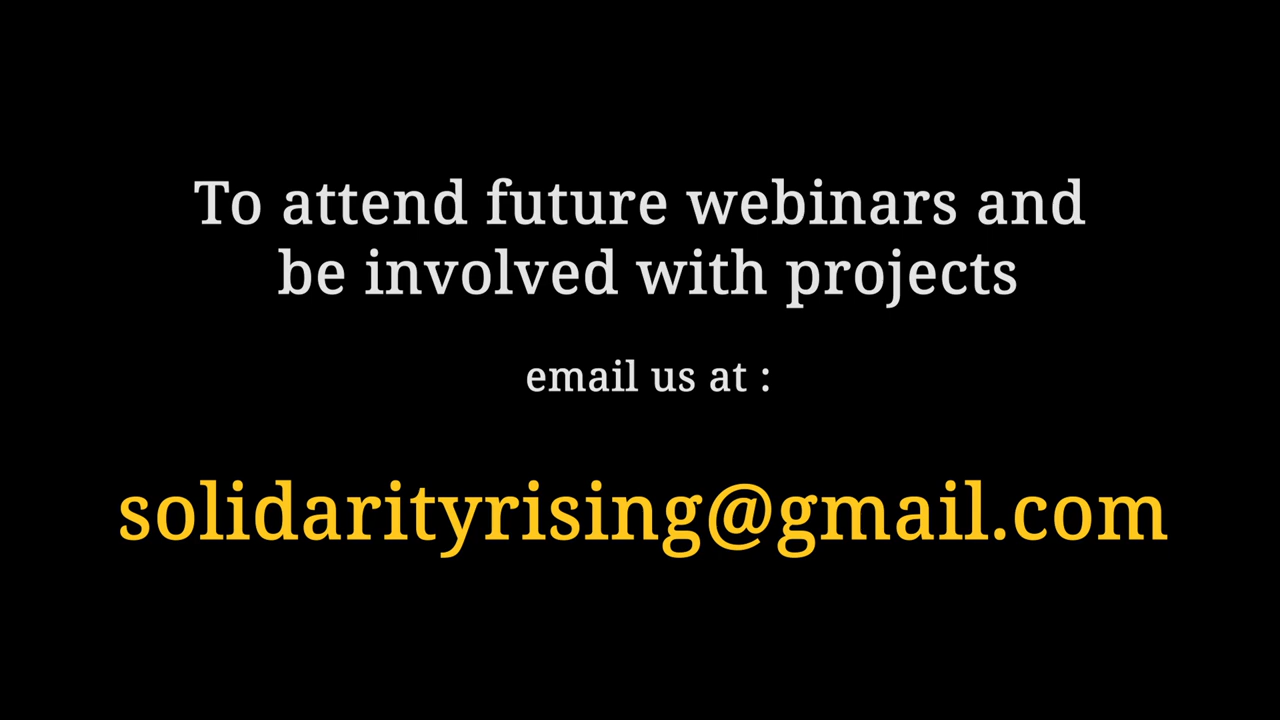 To attend future webinars and
be involved with projects
email us at :
solidarityrising@gmail.com